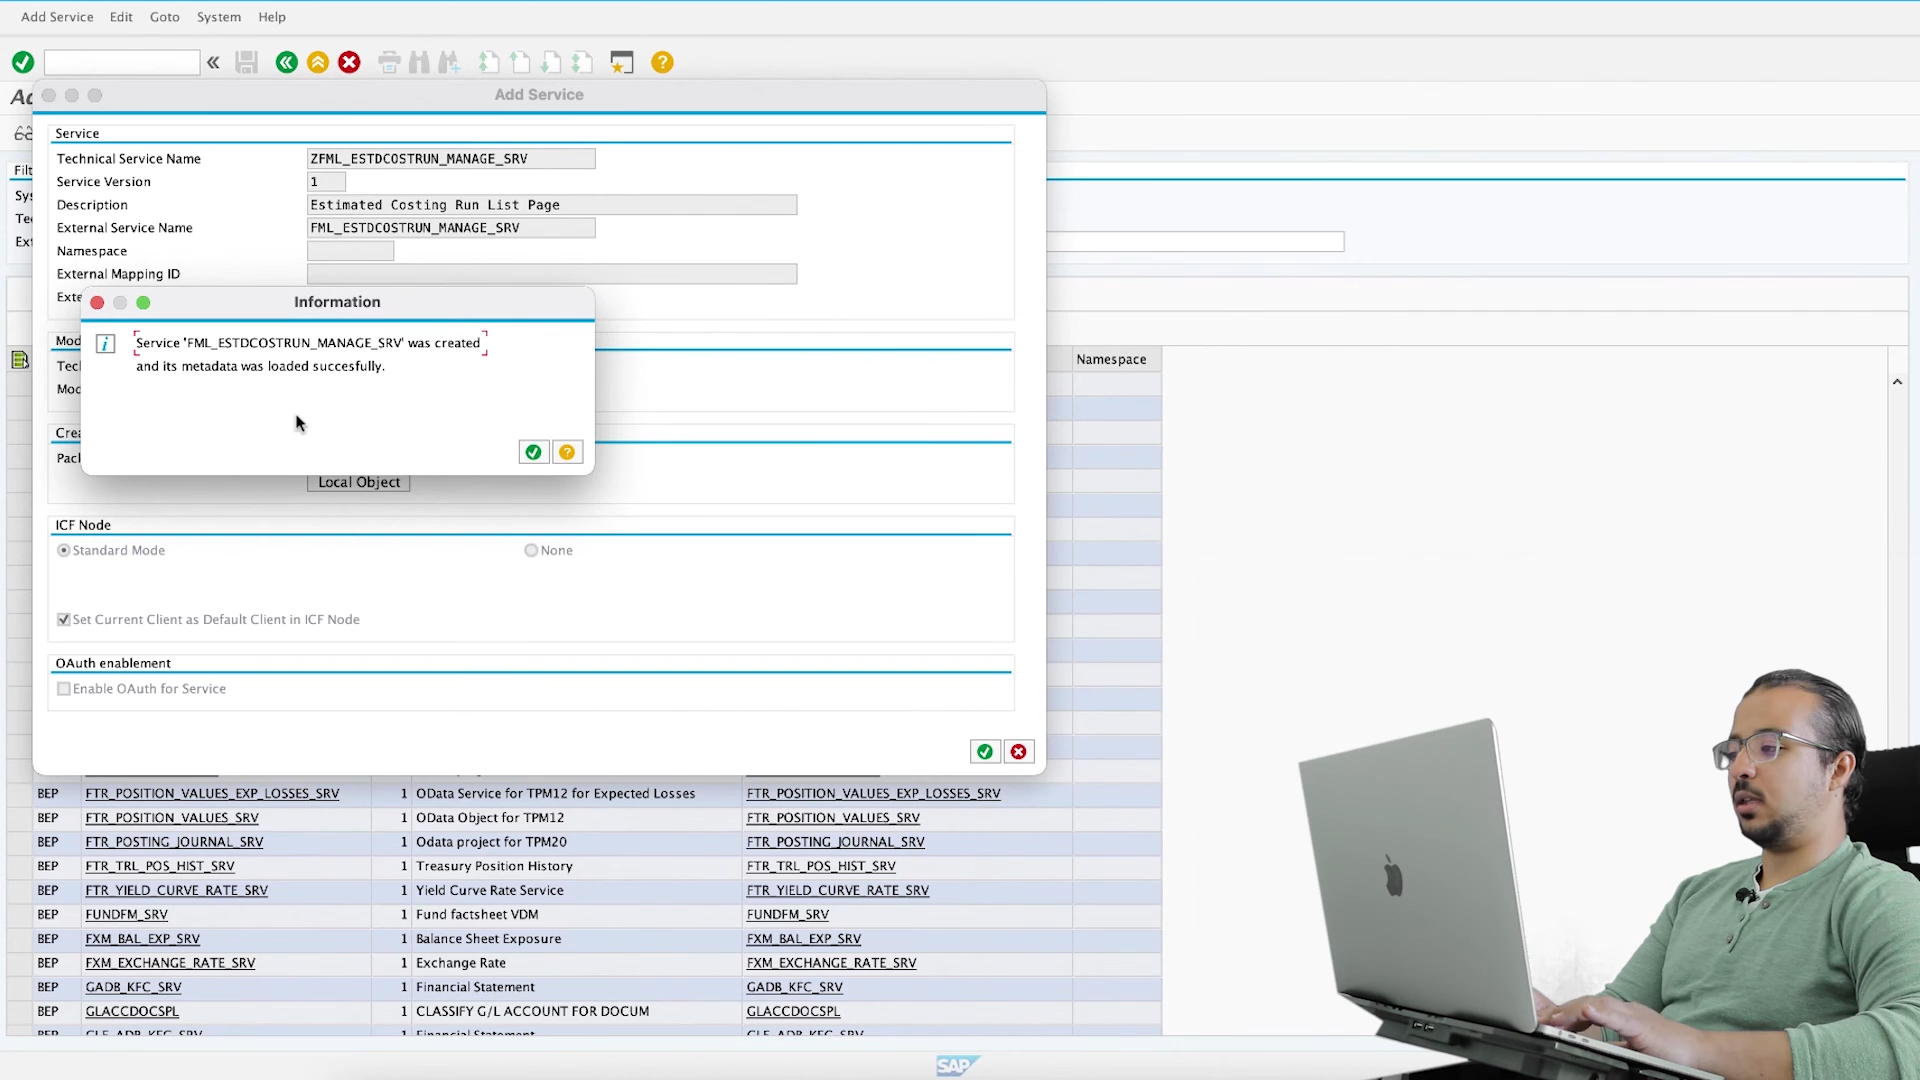 Add Service Edit Goto System Help
Add Service
Service
Technical Service Name ZFML_ESTDCOSTRUN_MANAGE_SRV
Service Version 1
Description Estimated Costing Run List Page
External Service Name FML_ESTDCOSTRUN_MANAGE_SRV
Namespace
External Mapping ID
Information
Service 'FML_ESTDCOSTRUN_MANAGE_SRV' was created
and its metadata was loaded succesfully.
Local Object
ICF Node
Standard Mode None
Set Current Client as Default Client in ICF Node
OAuth enablement
Enable OAuth for Service
Namespace
BEP FTR_POSITION_VALUES_EXP_LOSSES_SRV 1 OData Service for TPM12 for Expected Losses FTR_POSITION_VALUES_EXP_LOSSES_SRV
BEP FTR_POSITION_VALUES_SRV 1 OData Object for TPM12 FTR_POSITION_VALUES_SRV
BEP FTR_POSTING_JOURNAL_SRV 1 Odata project for TPM20 FTR_POSTING_JOURNAL_SRV
BEP FTR_TRL_POS_HIST_SRV 1 Treasury Position History FTR_TRL_POS_HIST_SRV
BEP FTR_YIELD_CURVE_RATE_SRV 1 Yield Curve Rate Service FTR_YIELD_CURVE_RATE_SRV
BEP FUNDFM_SRV 1 Fund factsheet VDM FUNDFM_SRV
BEP FXM_BAL_EXP_SRV 1 Balance Sheet Exposure FXM_BAL_EXP_SRV
BEP FXM_EXCHANGE_RATE_SRV 1 Exchange Rate FXM_EXCHANGE_RATE_SRV
BEP GADB_KFC_SRV 1 Financial Statement GADB_KFC_SRV
BEP GLACCDOCSPL 1 CLASSIFY G/L ACCOUNT FOR DOCUM GLACCDOCSPL
SAP